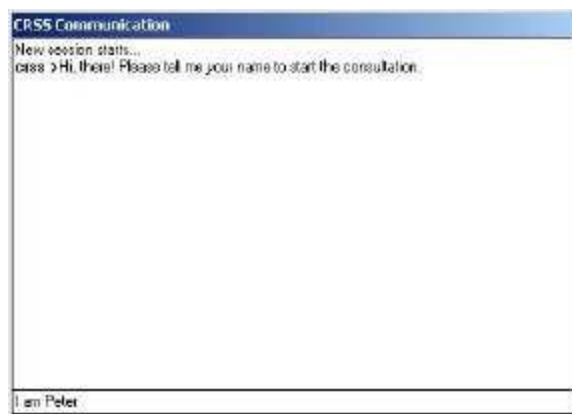 CRSS Communication
New session starts...
crss >Hi, there! Please tell me your name to start the consultation.
I am Peter